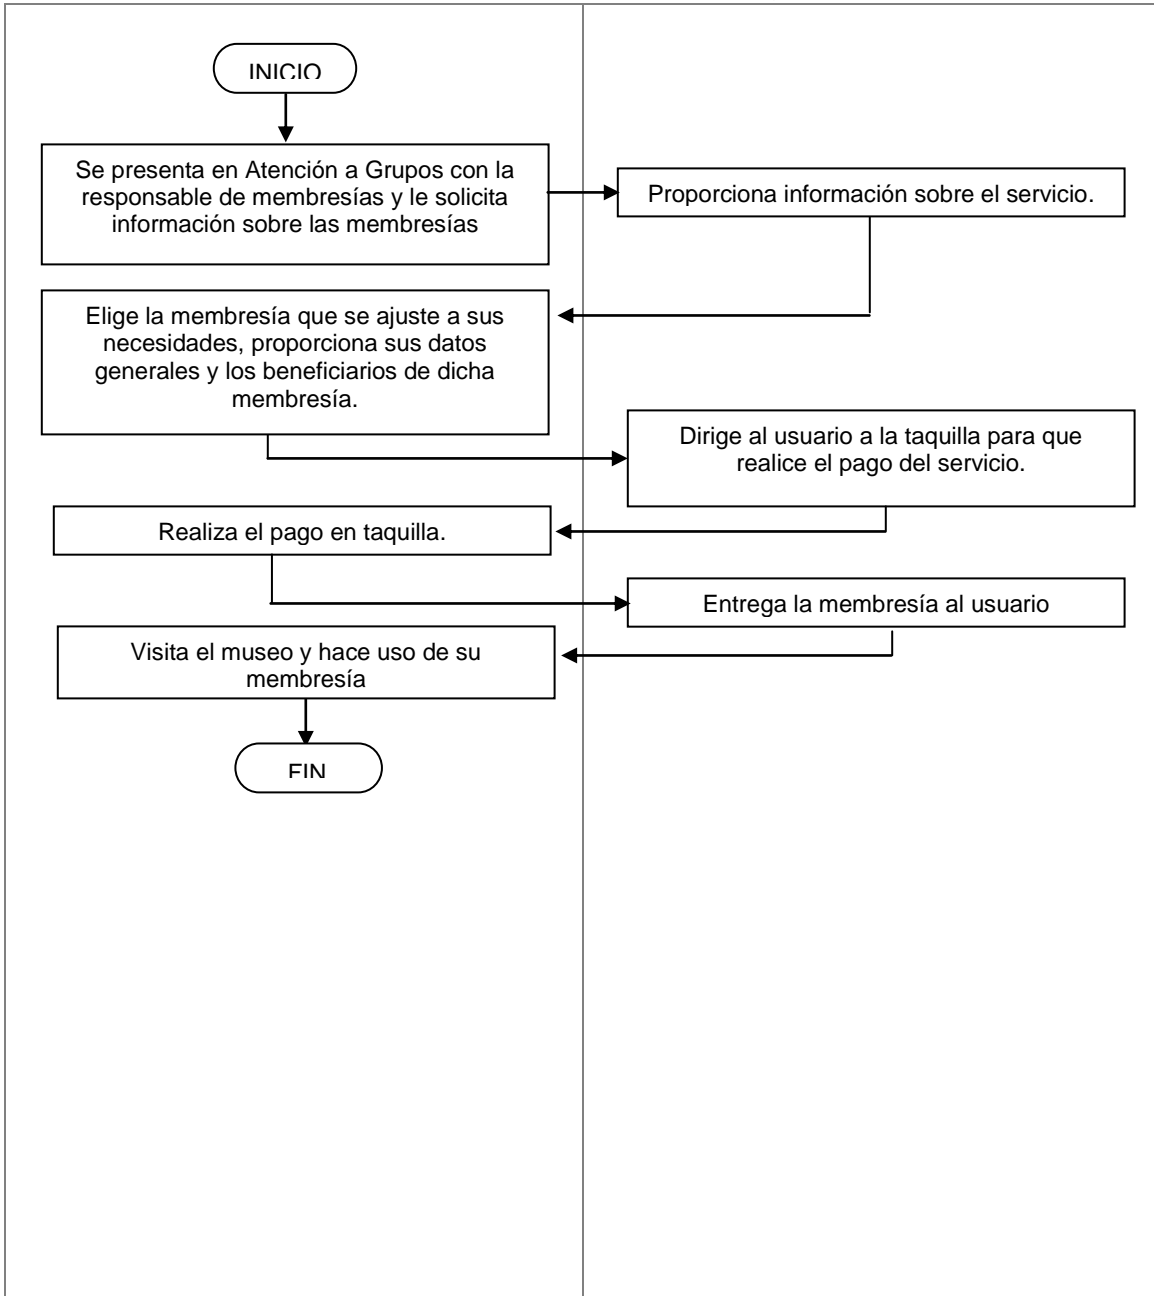 INICIO
Se presenta en Atención a Grupos con la
responsable de membresías y le solicita
información sobre las membresías
Proporciona información sobre el servicio.
Elige la membresía que se ajuste a sus
necesidades, proporciona sus datos
generales y los beneficiarios de dicha
membresía.
Dirige al usuario a la taquilla para que
realice el pago del servicio.
Realiza el pago en taquilla.
Entrega la membresía al usuario
Visita el museo y hace uso de su
membresía
FIN